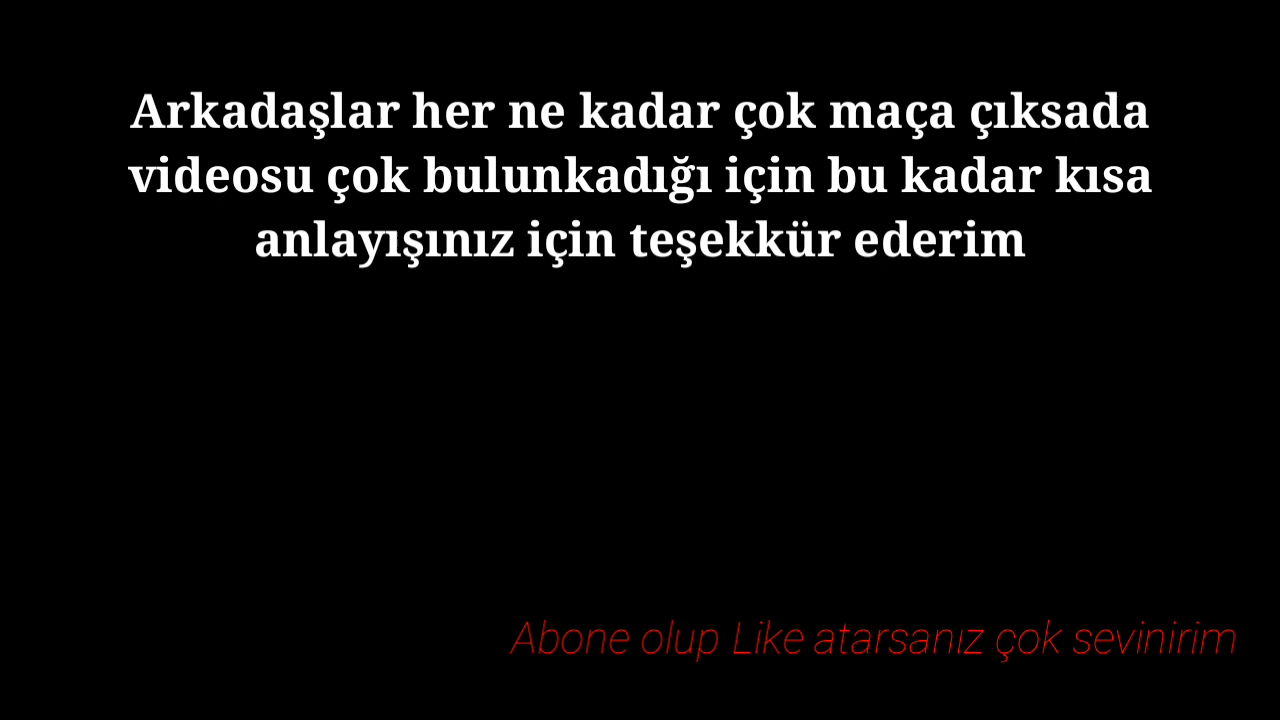 Arkadaşlar her ne kadar çok maça çıksada
videosu çok bulunkadığı için bu kadar kısa
anlayışınız için teşekkür ederim
Abone olup Like atarsanız çok sevinirim